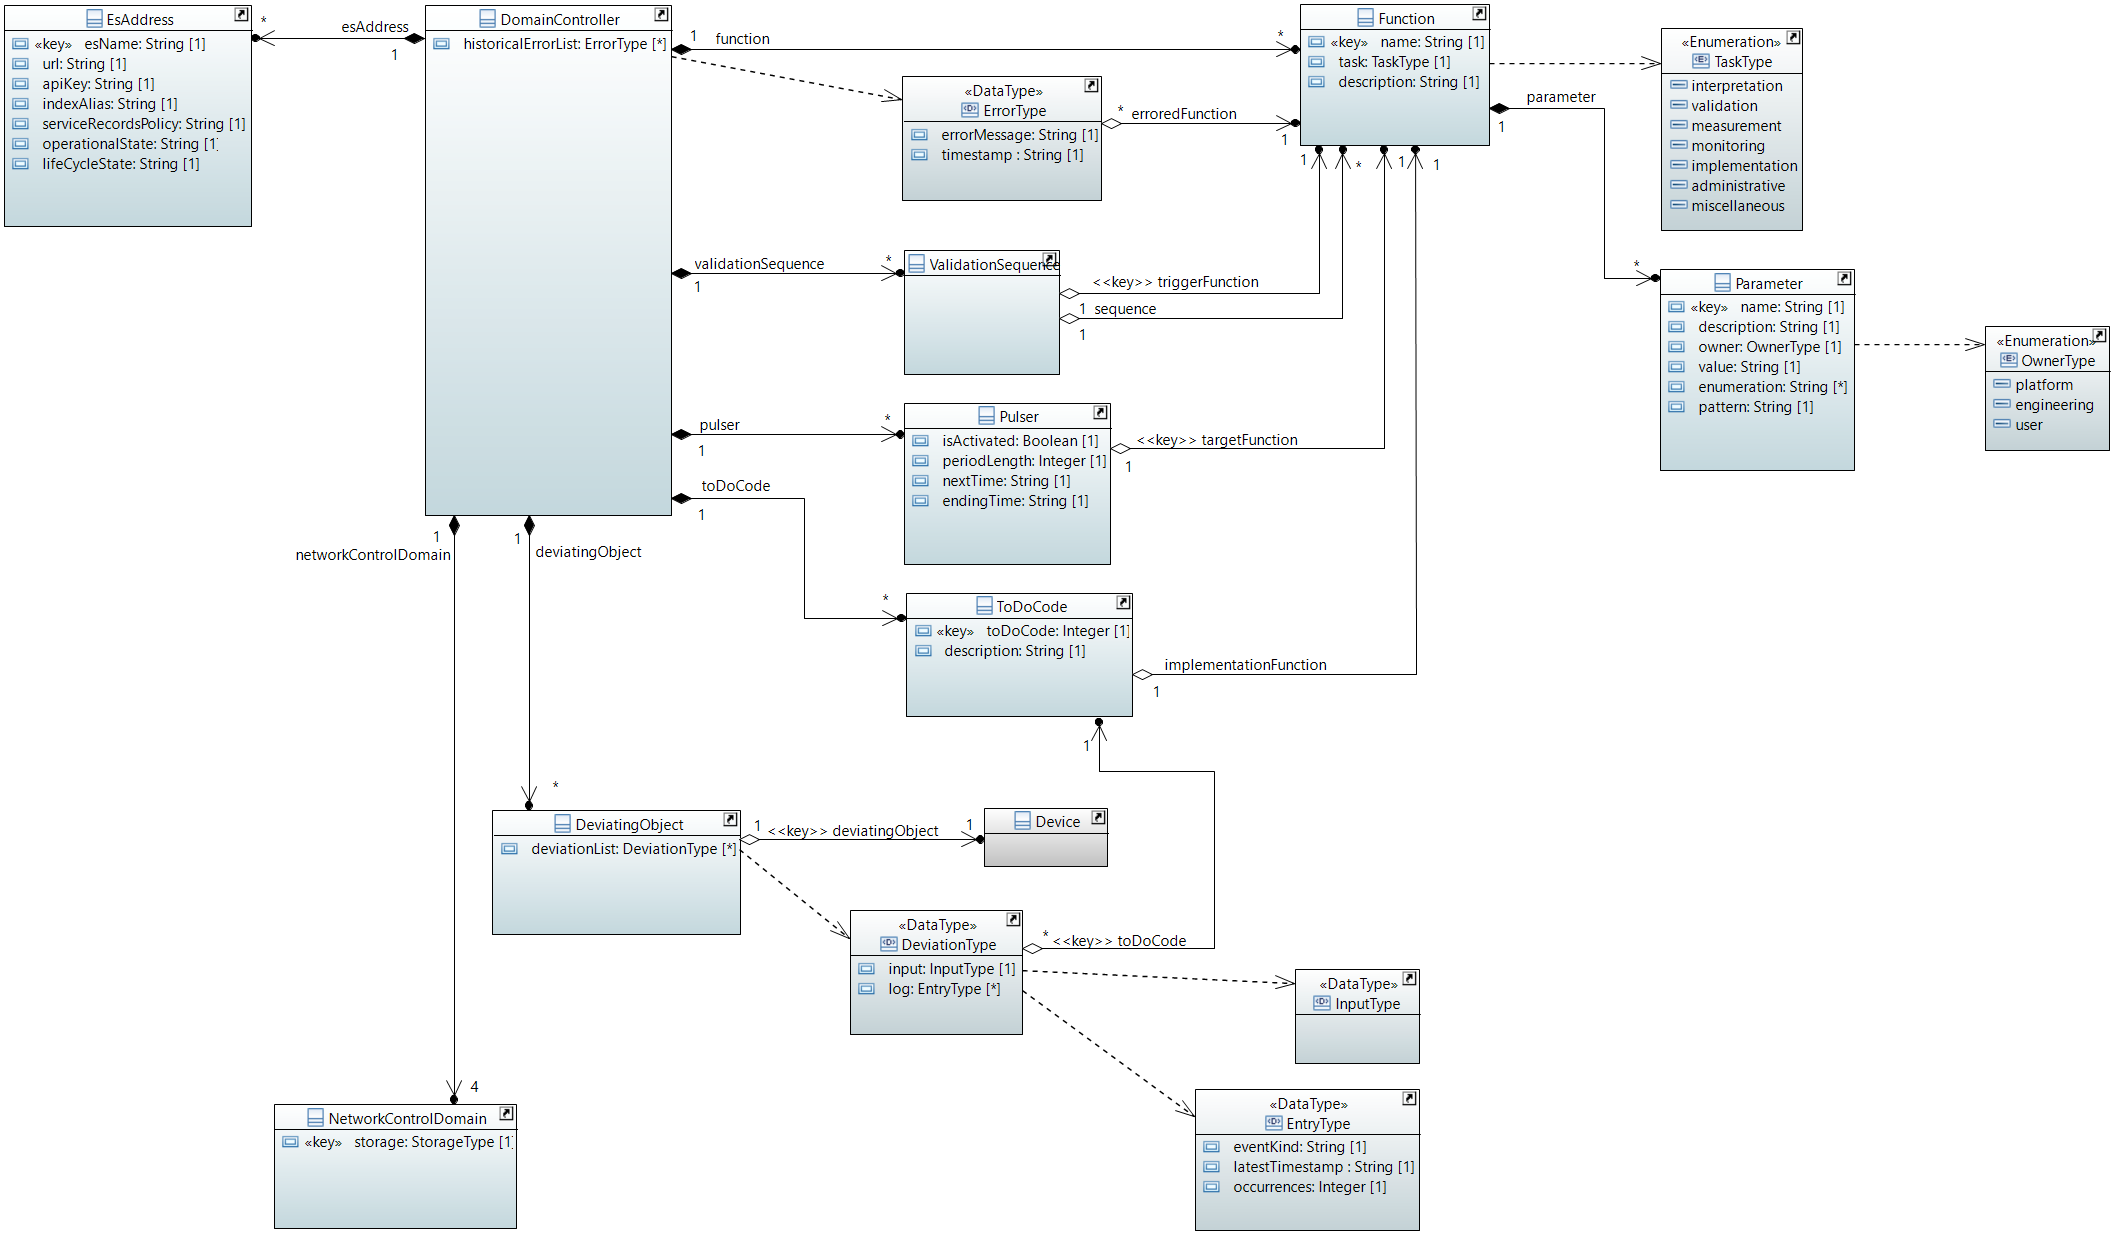 EsAddress
«key» esName: String [1]
url: String [1]
apiKey: String [1]
indexAlias: String [1]
serviceRecordsPolicy: String [1]
operationalState: String [1]
lifeCycleState: String [1]
*
esAddress
1
DomainController
historicalErrorList: ErrorType [*]
1 function
*
Function
«key» name: String [1]
task: TaskType [1]
description: String [1]
«Enumeration»
TaskType
interpretation
validation
measurement
monitoring
implementation
administrative
miscellaneous
«DataType»
ErrorType
errorMessage: String [1]
timestamp : String [1]
* erroredFunction
1
parameter
1
*
1
*
1
1
validationSequence
1
*
ValidationSequence
<<key>> triggerFunction
1 sequence
1
Parameter
«key» name: String [1]
description: String [1]
owner: OwnerType [1]
value: String [1]
enumeration: String [*]
pattern: String [1]
«Enumeration»
OwnerType
platform
engineering
user
pulser
1
*
Pulser
isActivated: Boolean [1]
periodLength: Integer [1]
nextTime: String [1]
endingTime: String [1]
<<key>> targetFunction
1
toDoCode
1
*
ToDoCode
«key» toDoCode: Integer [1]
description: String [1]
implementationFunction
1
1
networkControlDomain
1
deviatingObject
*
1
DeviatingObject
deviationList: DeviationType [*]
1 <<key>> deviatingObject
1
Device
«DataType»
DeviationType
input: InputType [1]
log: EntryType [*]
* <<key>> toDoCode
«DataType»
InputType
4
NetworkControlDomain
«key» storage: StorageType [1]
«DataType»
EntryType
eventKind: String [1]
latestTimestamp : String [1]
occurrences: Integer [1]